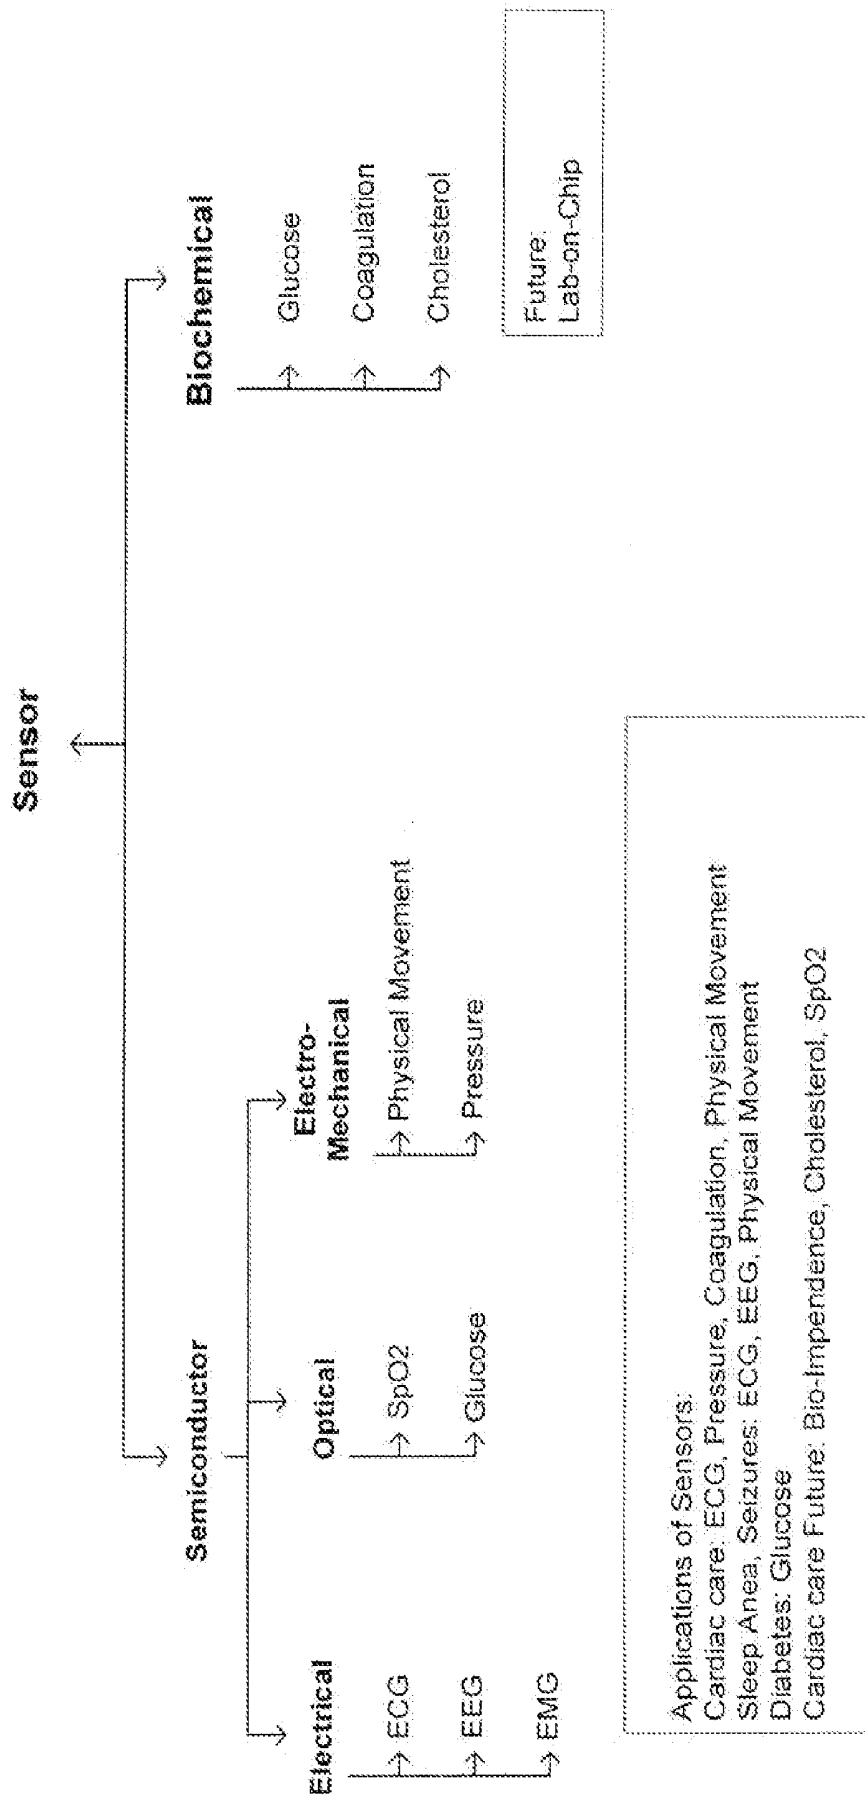 Sensor
Semiconductor
Biochemical
Electrical
ECG
EEG
EMG
Optical
SpO2
Glucose
Electro-
Mechanical
Physical Movement
Pressure
Glucose
Coagulation
Cholesterol
Future:
Lab-on-Chip
Applications of Sensors:
Cardiac care: ECG, Pressure, Coagulation, Physical Movement
Sleep Anea, Seizures: ECG, EEG, Physical Movement
Diabetes: Glucose
Cardiac care Future: Bio-Impendence, Cholesterol, SpO2